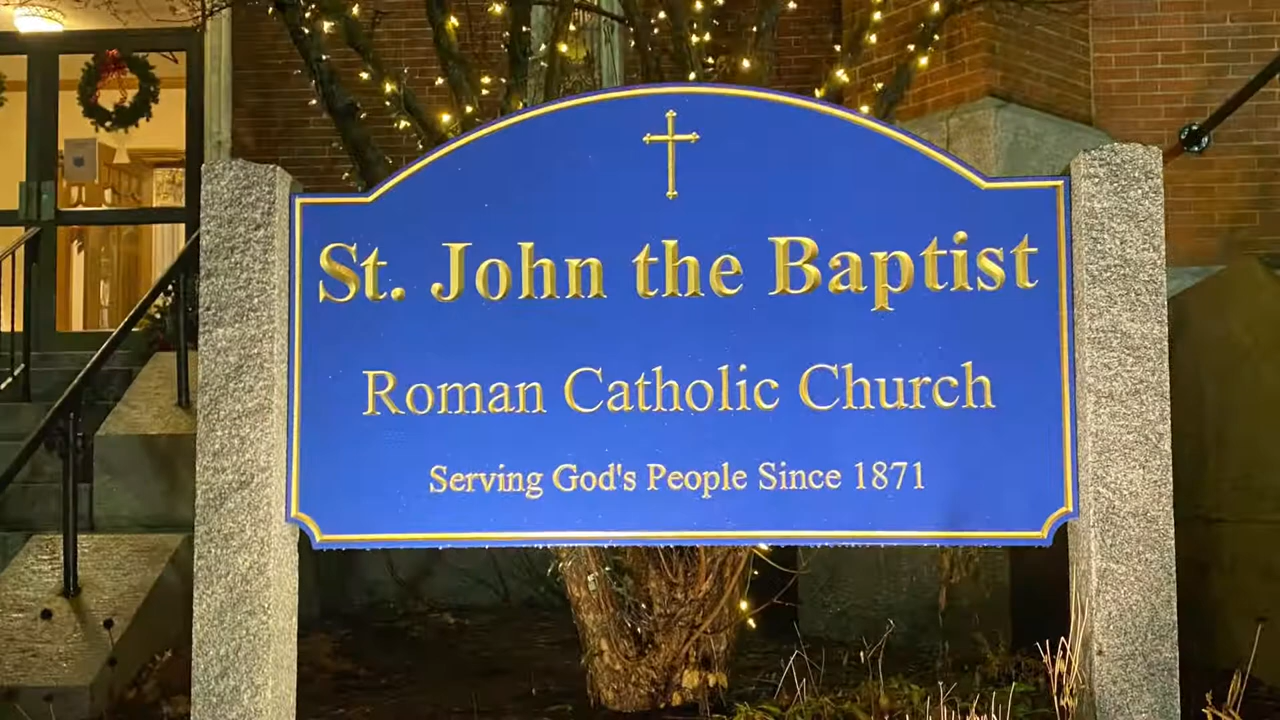 St. John the Baptist
Roman Catholic Church
Serving God's People Since 1871